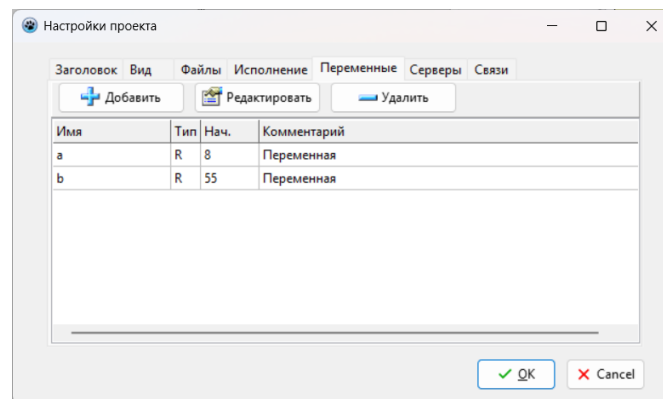 Настройки проекта
Заголовок Вид Файлы Исполнение Переменные Серверы Связи
Добавить Редактировать Удалить
Имя Тип Нач. Комментарий
a R 8 Переменная
b R 55 Переменная
OK Cancel